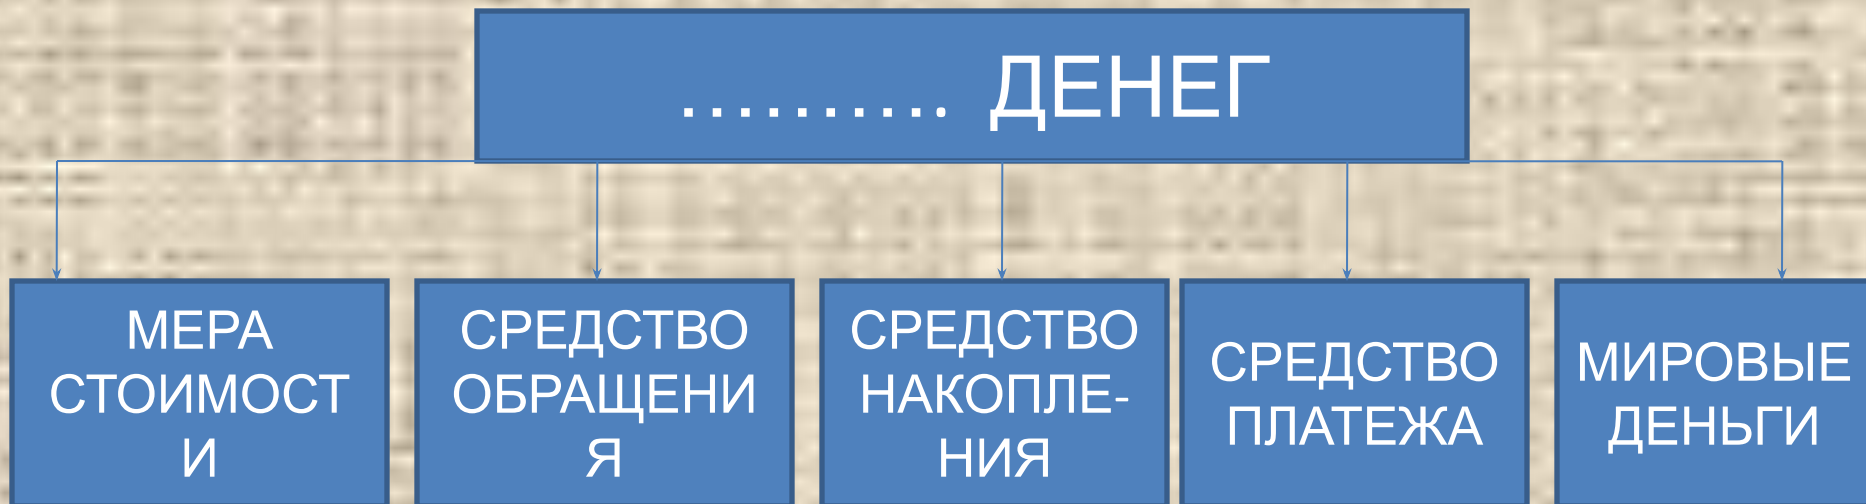 .......... ДЕНЕГ
МЕРА
СТОИМОСТ
И
СРЕДСТВО
ОБРАЩЕНИ
Я
СРЕДСТВО
НАКОПЛЕ-
НИЯ
СРЕДСТВО
ПЛАТЕЖА
МИРОВЫЕ
ДЕНЬГИ